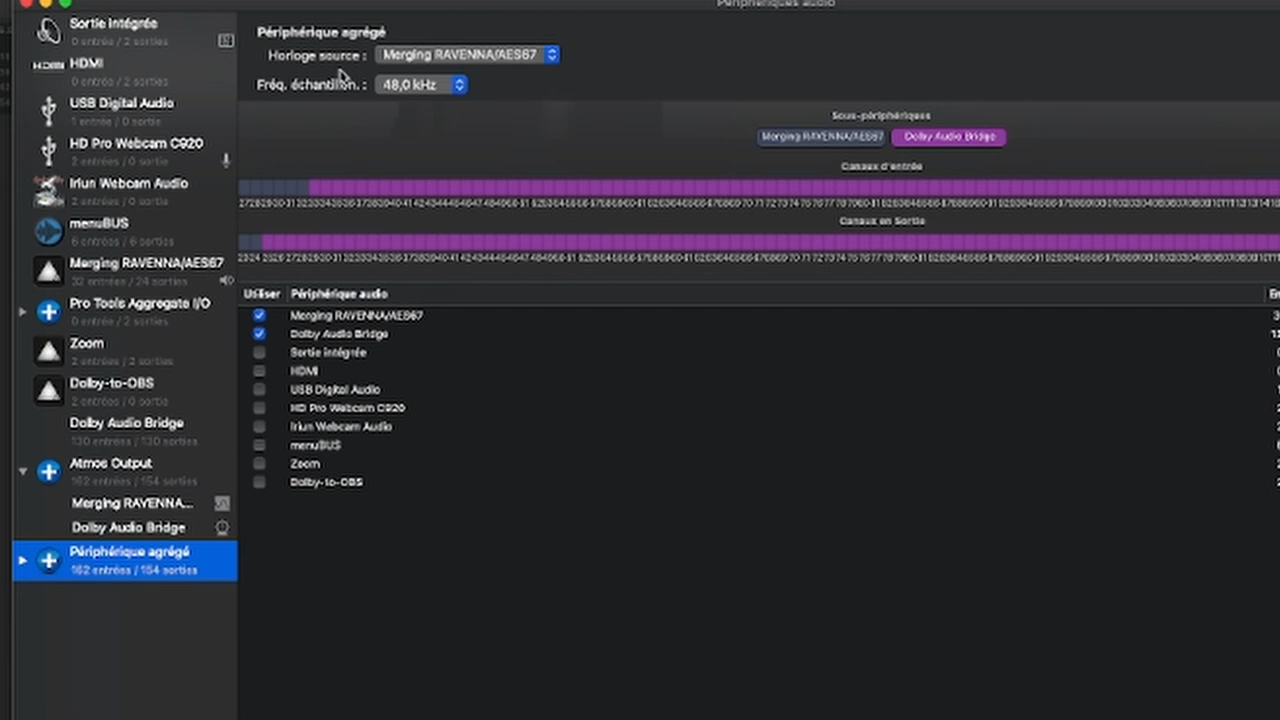 Périphériques audio
Sortie intégrée
0 entrée / 2 sorties
HDMI
0 entrée / 2 sorties
USB Digital Audio
1 entrée / 0 sortie
HD Pro Webcam C920
2 entrées / 0 sortie
Iriun Webcam Audio
2 entrées / 0 sortie
menuBUS
6 entrées / 6 sorties
Merging RAVENNA/AES67
32 entrées / 24 sorties
Pro Tools Aggregate I/O
0 entrée / 2 sorties
Zoom
2 entrées / 2 sorties
Dolby-to-OBS
2 entrées / 0 sortie
Dolby Audio Bridge
130 entrées / 130 sorties
Atmos Output
162 entrées / 154 sorties
Merging RAVENNA...
Dolby Audio Bridge
Périphérique agrégé
162 entrées / 154 sorties
Périphérique agrégé
Horloge source : Merging RAVENNA/AES67
Fréq. échantillon. : 48,0 kHz
Sous-périphériques
Merging RAVENNA/AES67 Dolby Audio Bridge
Canaux d'entrée
Canaux en Sortie
Utiliser Périphérique audio
Merging RAVENNA/AES67
Dolby Audio Bridge
Sortie intégrée
HDMI
USB Digital Audio
HD Pro Webcam C920
Iriun Webcam Audio
menuBUS
Zoom
Dolby-to-OBS